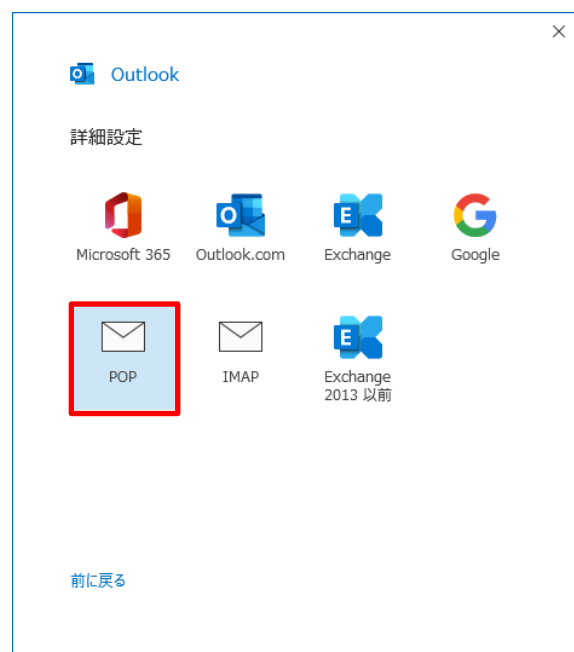 Outlook
詳細設定
Microsoft 365
Outlook.com
Exchange
Google
POP
IMAP
Exchange
2013 以前
前に戻る